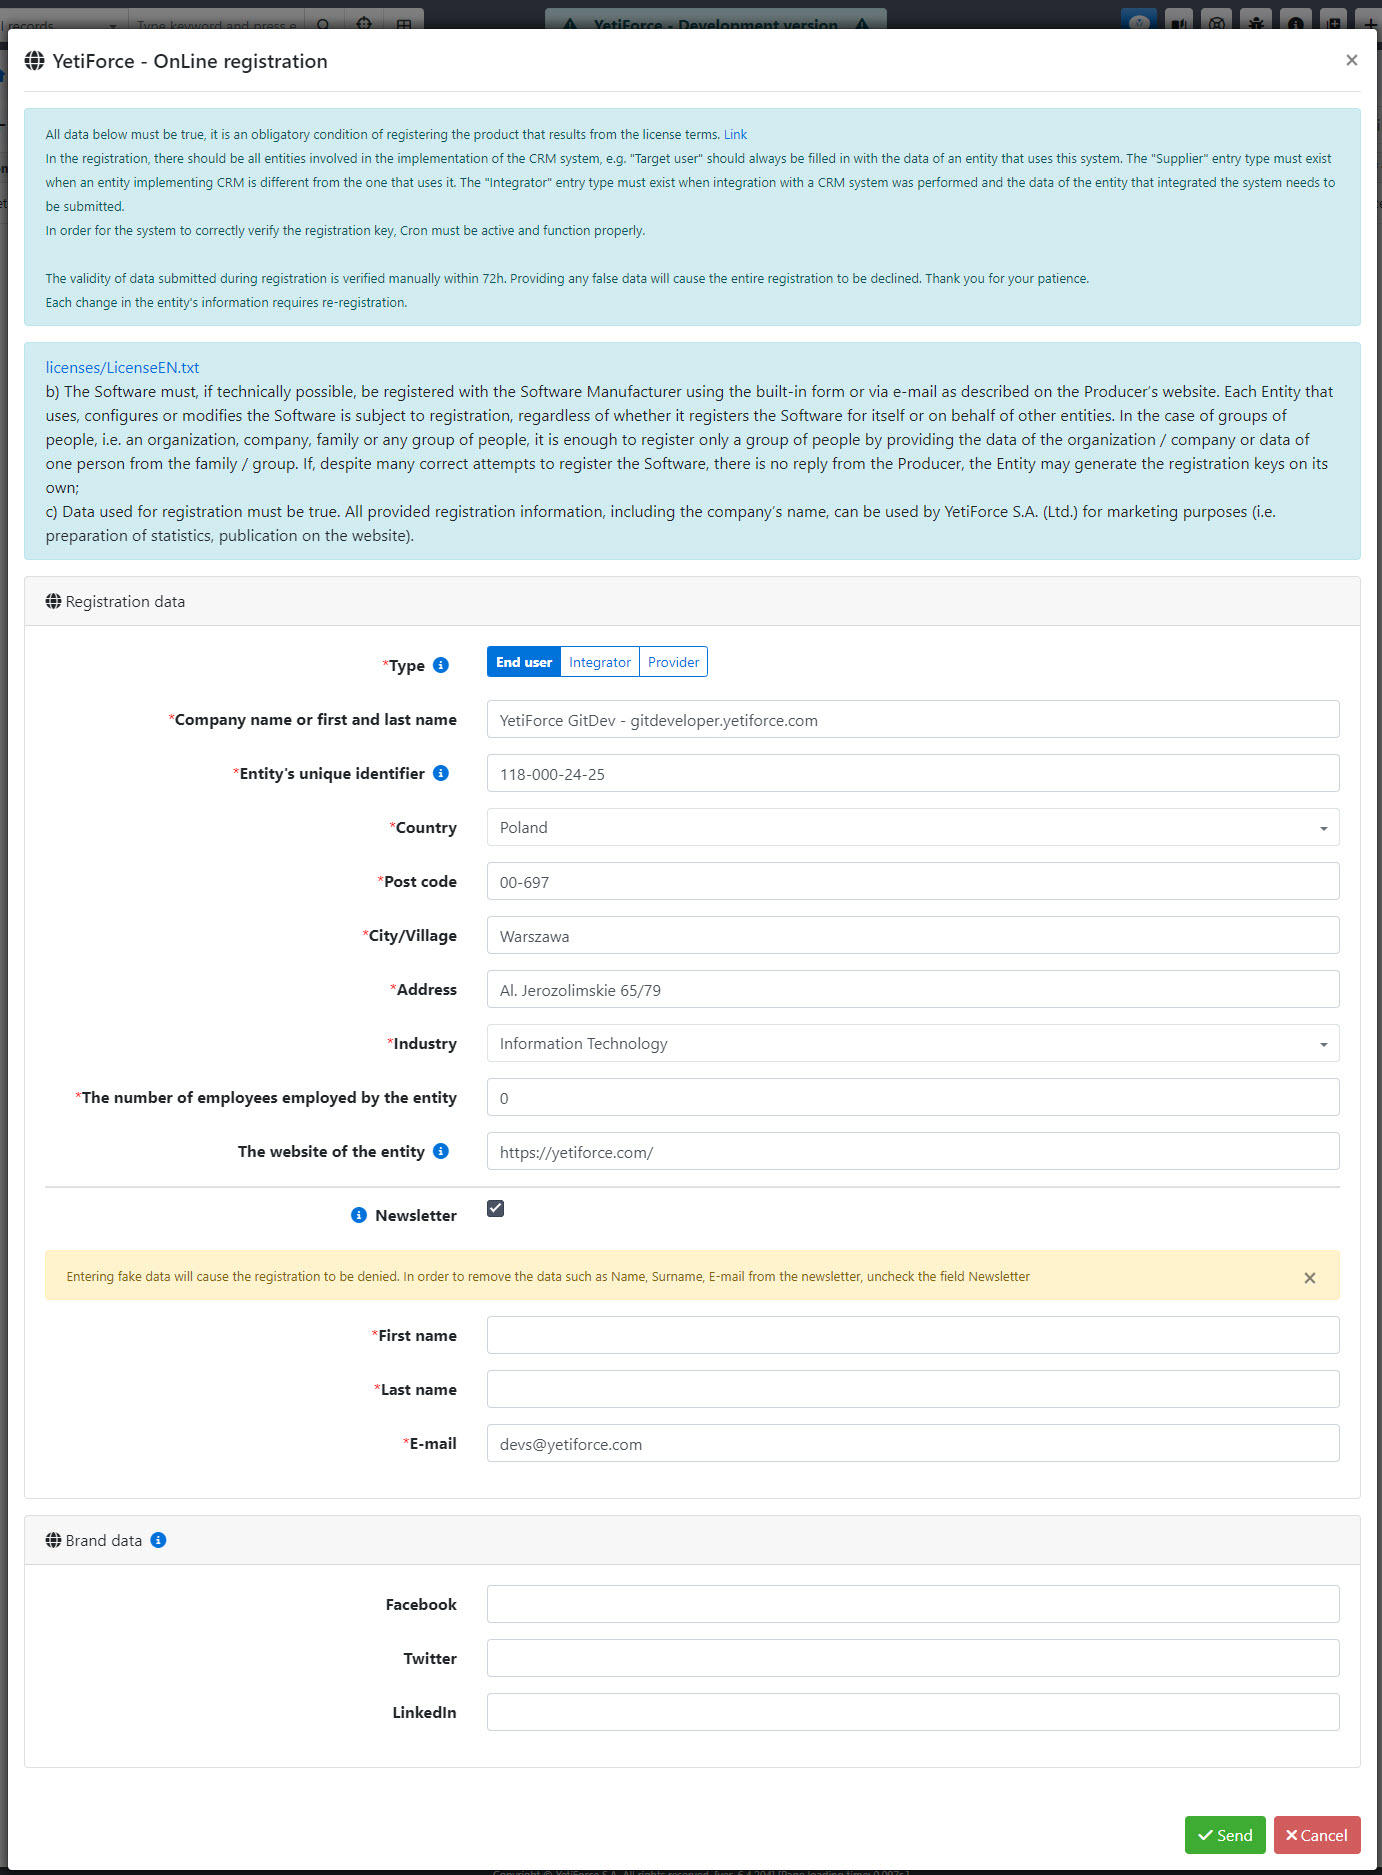 records
Type keyword and press e
YetiForce - Development version
YetiForce - OnLine registration
All data below must be true, it is an obligatory condition of registering the product that results from the license terms. Link
In the registration, there should be all entities involved in the implementation of the CRM system, e.g. "Target user" should always be filled in with the data of an entity that uses this system. The "Supplier" entry type must exist
when an entity implementing CRM is different from the one that uses it. The "Integrator" entry type must exist when integration with a CRM system was performed and the data of the entity that integrated the system needs to
be submitted.
In order for the system to correctly verify the registration key, Cron must be active and function properly.
The validity of data submitted during registration is verified manually within 72h. Providing any false data will cause the entire registration to be declined. Thank you for your patience.
Each change in the entity's information requires re-registration.
licenses/LicenseEN.txt
b) The Software must, if technically possible, be registered with the Software Manufacturer using the built-in form or via e-mail as described on the Producer's website. Each Entity that
uses, configures or modifies the Software is subject to registration, regardless of whether it registers the Software for itself or on behalf of other entities. In the case of groups of
people, i.e. an organization, company, family or any group of people, it is enough to register only a group of people by providing the data of the organization / company or data of
one person from the family / group. If, despite many correct attempts to register the Software, there is no reply from the Producer, the Entity may generate the registration keys on its
own;
c) Data used for registration must be true. All provided registration information, including the company's name, can be used by YetiForce S.A. (Ltd.) for marketing purposes (i.e.
preparation of statistics, publication on the website).
Registration data
*Type End user Integrator Provider
*Company name or first and last name YetiForce GitDev - gitdeveloper.yetiforce.com
*Entity's unique identifier 118-000-24-25
*Country Poland
*Post code 00-697
*City/Village Warszawa
*Address Al. Jerozolimskie 65/79
*Industry Information Technology
*The number of employees employed by the entity 0
The website of the entity https://yetiforce.com/
Newsletter
Entering fake data will cause the registration to be denied. In order to remove the data such as Name, Surname, E-mail from the newsletter, uncheck the field Newsletter
*First name
*Last name
*E-mail devs@yetiforce.com
Brand data
Facebook
Twitter
LinkedIn
Send Cancel